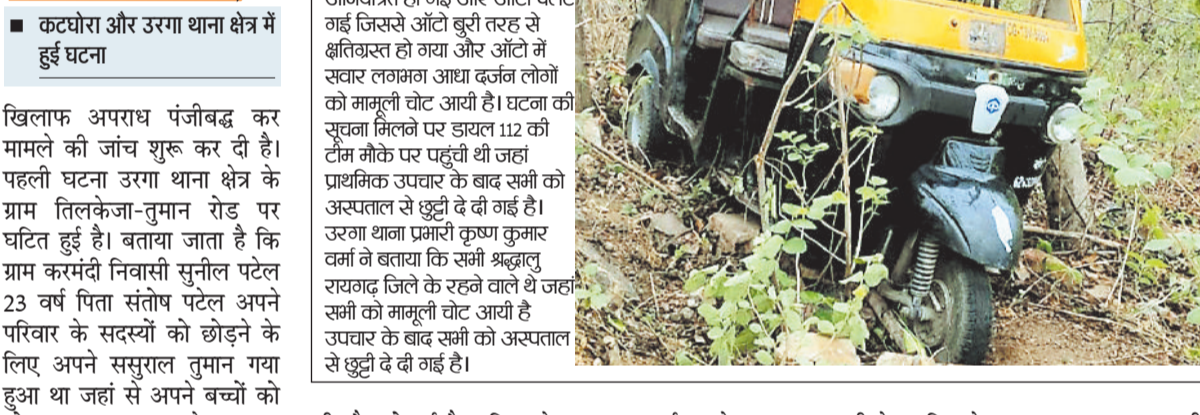 ■ कटघोरा और उरगा थाना क्षेत्र में
हुई घटना
खिलाफ अपराध पंजीबद्ध कर
मामले की जांच शुरू कर दी है।
पहली घटना उरगा थाना क्षेत्र के
ग्राम तिलकेजा-तुमान रोड पर
घटित हुई है। बताया जाता है कि
ग्राम करमंदी निवासी सुनील पटेल
23 वर्ष पिता संतोष पटेल अपने
परिवार के सदस्यों को छोड़ने के
लिए अपने ससुराल तुमान गया
हुआ था जहां से अपने बच्चों को
गई जिससे ऑटो बुरी तरह से
क्षतिग्रस्त हो गया और ऑटो में
सवार लगभग आधा दर्जन लोगों
को मामूली चोट आयी है। घटना की
सूचना मिलने पर डायल 112 की
टीम मौके पर पहुंची थी जहां
प्राथमिक उपचार के बाद सभी को
अस्पताल से छुट्टी दे दी गई है।
उरगा थाना प्रभारी कृष्ण कुमार
वर्मा ने बताया कि सभी श्रद्धालु
रायगढ़ जिले के रहने वाले थे जहां
सभी को मामूली चोट आयी है
उपचार के बाद सभी को अस्पताल
से छुट्टी दे दी गई है।